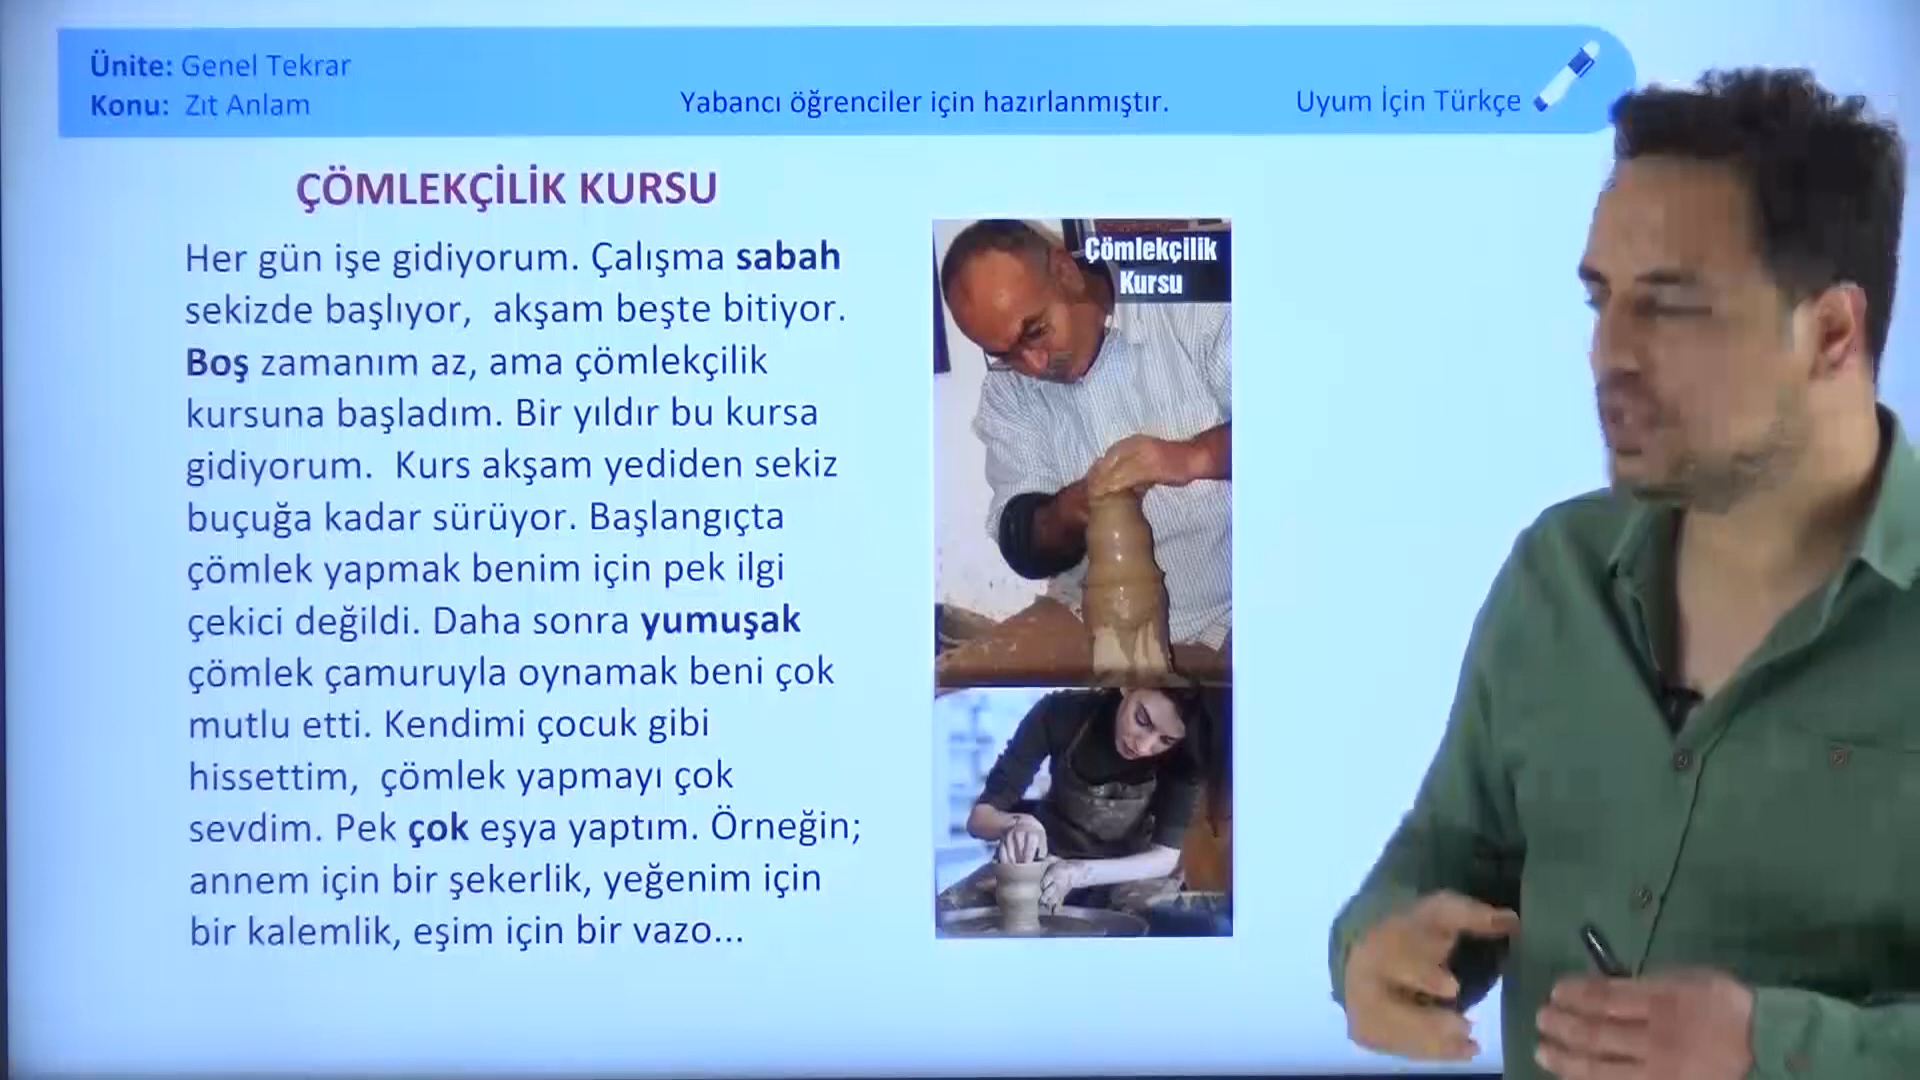 Ünite: Genel Tekrar
Konu: Zıt Anlam
Yabancı öğrenciler için hazırlanmıştır.
Uyum İçin Türkçe
ÇÖMLEKÇİLİK KURSU
Her gün işe gidiyorum. Çalışma sabah
sekizde başlıyor, akşam beşte bitiyor.
Boş zamanım az, ama çömlekçilik
kursuna başladım. Bir yıldır bu kursa
gidiyorum. Kurs akşam yediden sekiz
buçuğa kadar sürüyor. Başlangıçta
çömlek yapmak benim için pek ilgi
çekici değildi. Daha sonra yumuşak
çömlek çamuruyla oynamak beni çok
mutlu etti. Kendimi çocuk gibi
hissettim, çömlek yapmayı çok
sevdim. Pek çok eşya yaptım. Örneğin;
annem için bir şekerlik, yeğenim için
bir kalemlik, eşim için bir vazo...
Çömlekçilik
Kursu